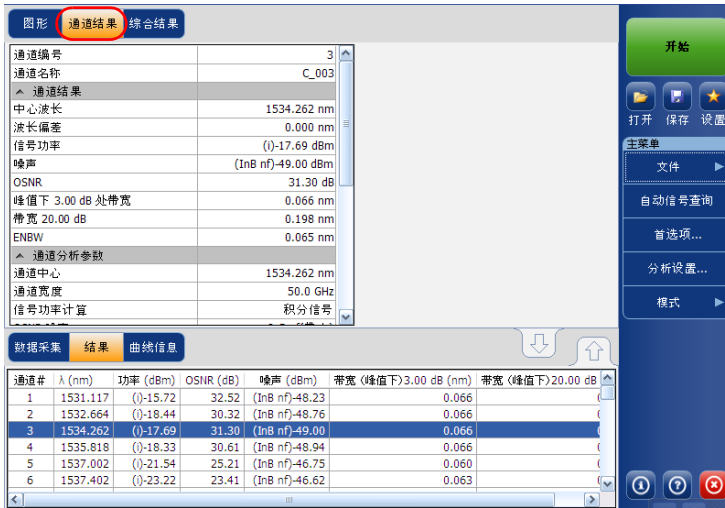 图形 通道结果 综合结果
通道编号 3
通道名称 C_003
通道结果
中心波长 1534.262 nm
波长偏差 0.000 nm
信号功率 (i)-17.69 dBm
噪声 (InB nf)-49.00 dBm
OSNR 31.30 dB
峰值下 3.00 dB 处带宽 0.066 nm
带宽 20.00 dB 0.198 nm
ENBW 0.065 nm
通道分析参数
通道中心 1534.262 nm
通道宽度 50.0 GHz
信号功率计算 积分信号
数据采集 结果 曲线信息
通道# λ (nm) 功率 (dBm) OSNR (dB) 噪声 (dBm) 带宽 (峰值下)3.00 dB (nm) 带宽 (峰值下)20.00 dB
1 1531.117 (i)-15.72 32.52 (InB nf)-48.23 0.066
2 1532.664 (i)-18.44 30.32 (InB nf)-48.76 0.066
3 1534.262 (i)-17.69 31.30 (InB nf)-49.00 0.066
4 1535.818 (i)-18.33 30.61 (InB nf)-48.94 0.066
5 1537.002 (i)-21.54 25.21 (InB nf)-46.75 0.060
6 1537.402 (i)-23.22 23.41 (InB nf)-46.62 0.063
开始
打开 保存 设置
主菜单
文件
自动信号查询
首选项...
分析设置...
模式